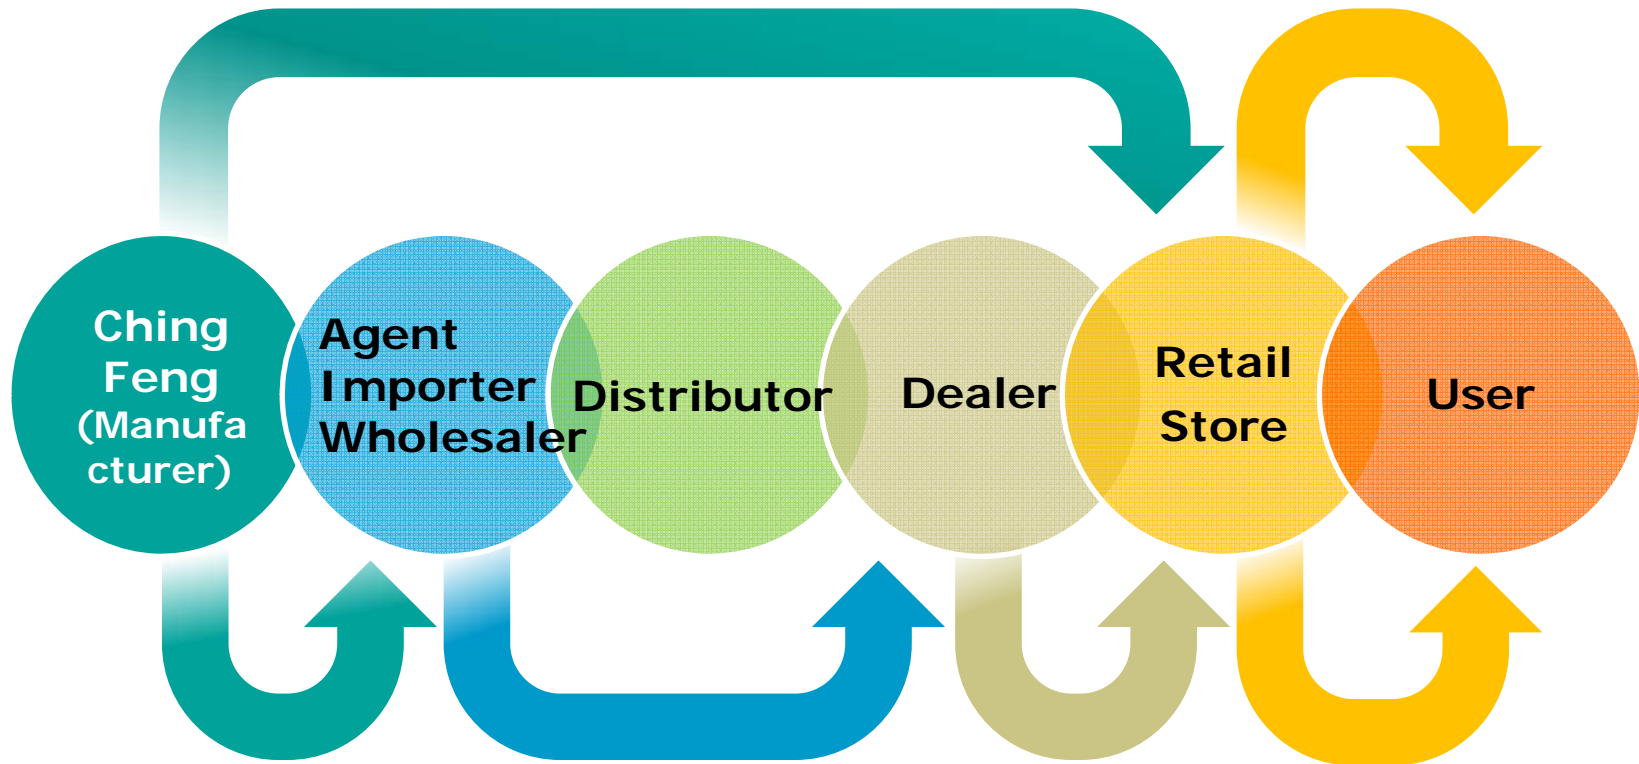 Ching
Feng
(Manufa
cturer)
Agent
Importer
Wholesaler
Distributor
Dealer
Retail
Store
User